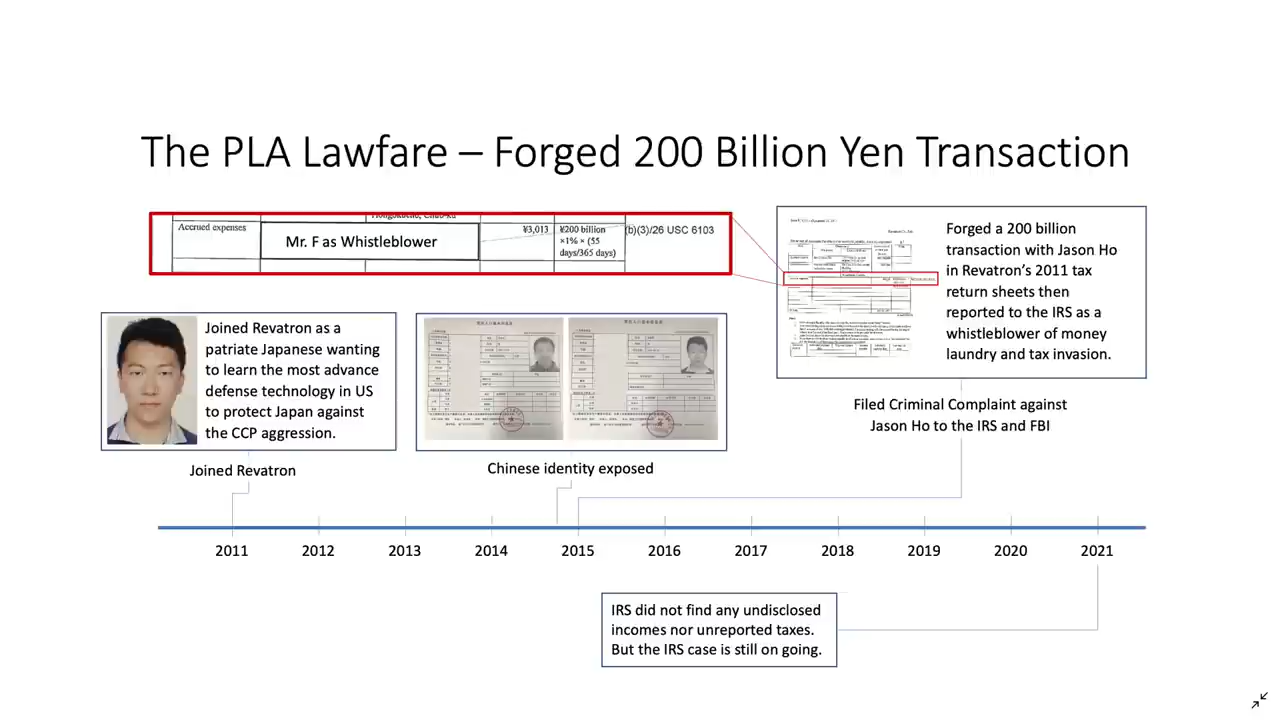 The PLA Lawfare – Forged 200 Billion Yen Transaction
Accrued expenses
Mr. F as Whistleblower
¥3,013
¥200 billion
×1% × (55
days/365 days)
(b)(3)/26 USC 6103
Forged a 200 billion
transaction with Jason Ho
in Revatron’s 2011 tax
return sheets then
reported to the IRS as a
whistleblower of money
laundry and tax invasion.
Joined Revatron as a
patriate Japanese wanting
to learn the most advance
defense technology in US
to protect Japan against
the CCP aggression.
Filed Criminal Complaint against
Jason Ho to the IRS and FBI
Joined Revatron
Chinese identity exposed
2011
2012
2013
2014
2015
2016
2017
2018
2019
2020
2021
IRS did not find any undisclosed
incomes nor unreported taxes.
But the IRS case is still on going.